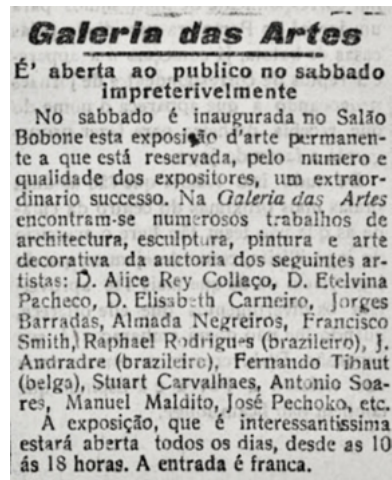 Galeria das Artes
É' aberta ao publico no sabbado
impreterivelmente
No sabbado é inaugurada no Salão
Bobone esta exposição d'arte permanen-
te a que está reservada, pelo numero e
qualidade dos expositores, um extraor-
dinario successo. Na Galeria das Artes
encontram-se numerosos trabalhos de
architectura, esculptura, pintura e arte
decorativa da auctoria dos seguintes ar-
tistas: D. Alice Rey Collaço, D. Etelvina
Pacheco, D. Elisabeth Carneiro, Jorges
Barradas, Almada Negreiros, Francisco
Smith, Raphael Rodrigues (brazileiro), J.
Andradre (brazileiro), Fernando Tibaut
(belga), Stuart Carvalhaes, Antonio Soa-
res, Manuel Maldito, José Pechoko, etc.
A exposição, que é interessantissima
estará aberta todos os dias, desde as 10
ás 18 horas. A entrada é franca.